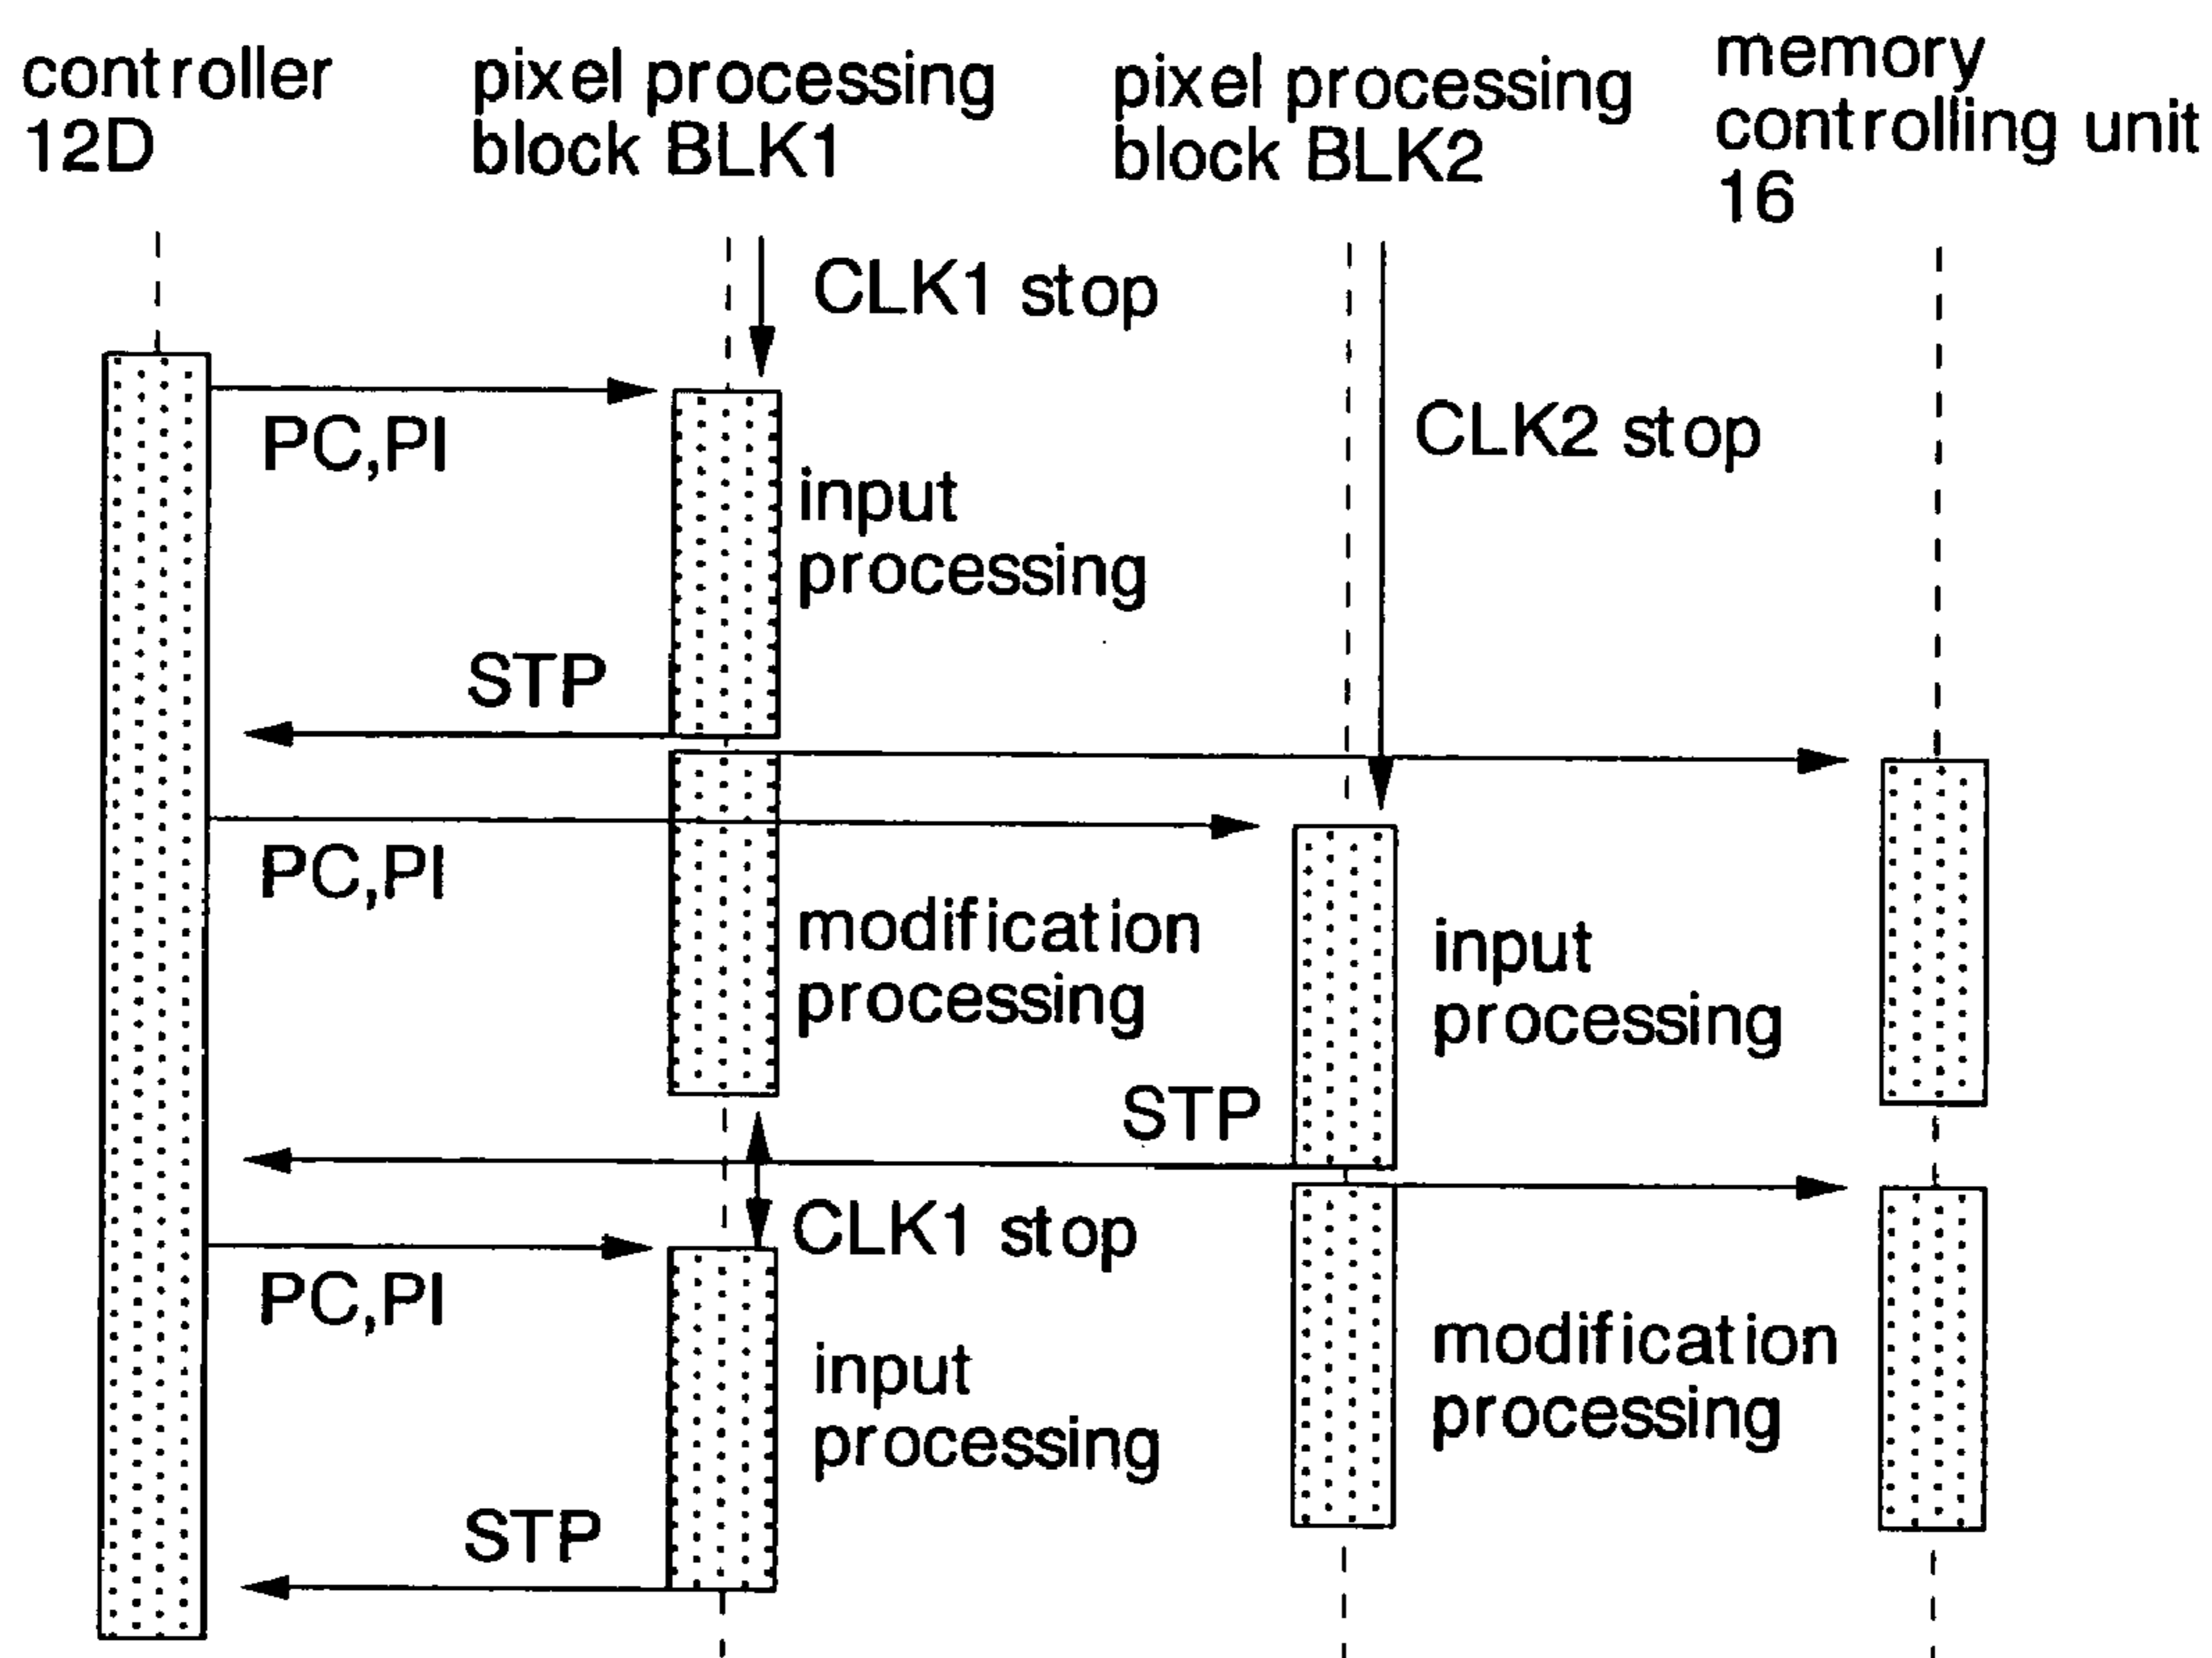 controller
12D
pixel processing
block BLK1
pixel processing
block BLK2
memory
controlling unit
16
CLK1 stop
CLK2 stop
PC,PI
input
processing
STP
PC,PI
modification
processing
input
processing
STP
CLK1 stop
PC,PI
input
processing
modification
processing
STP